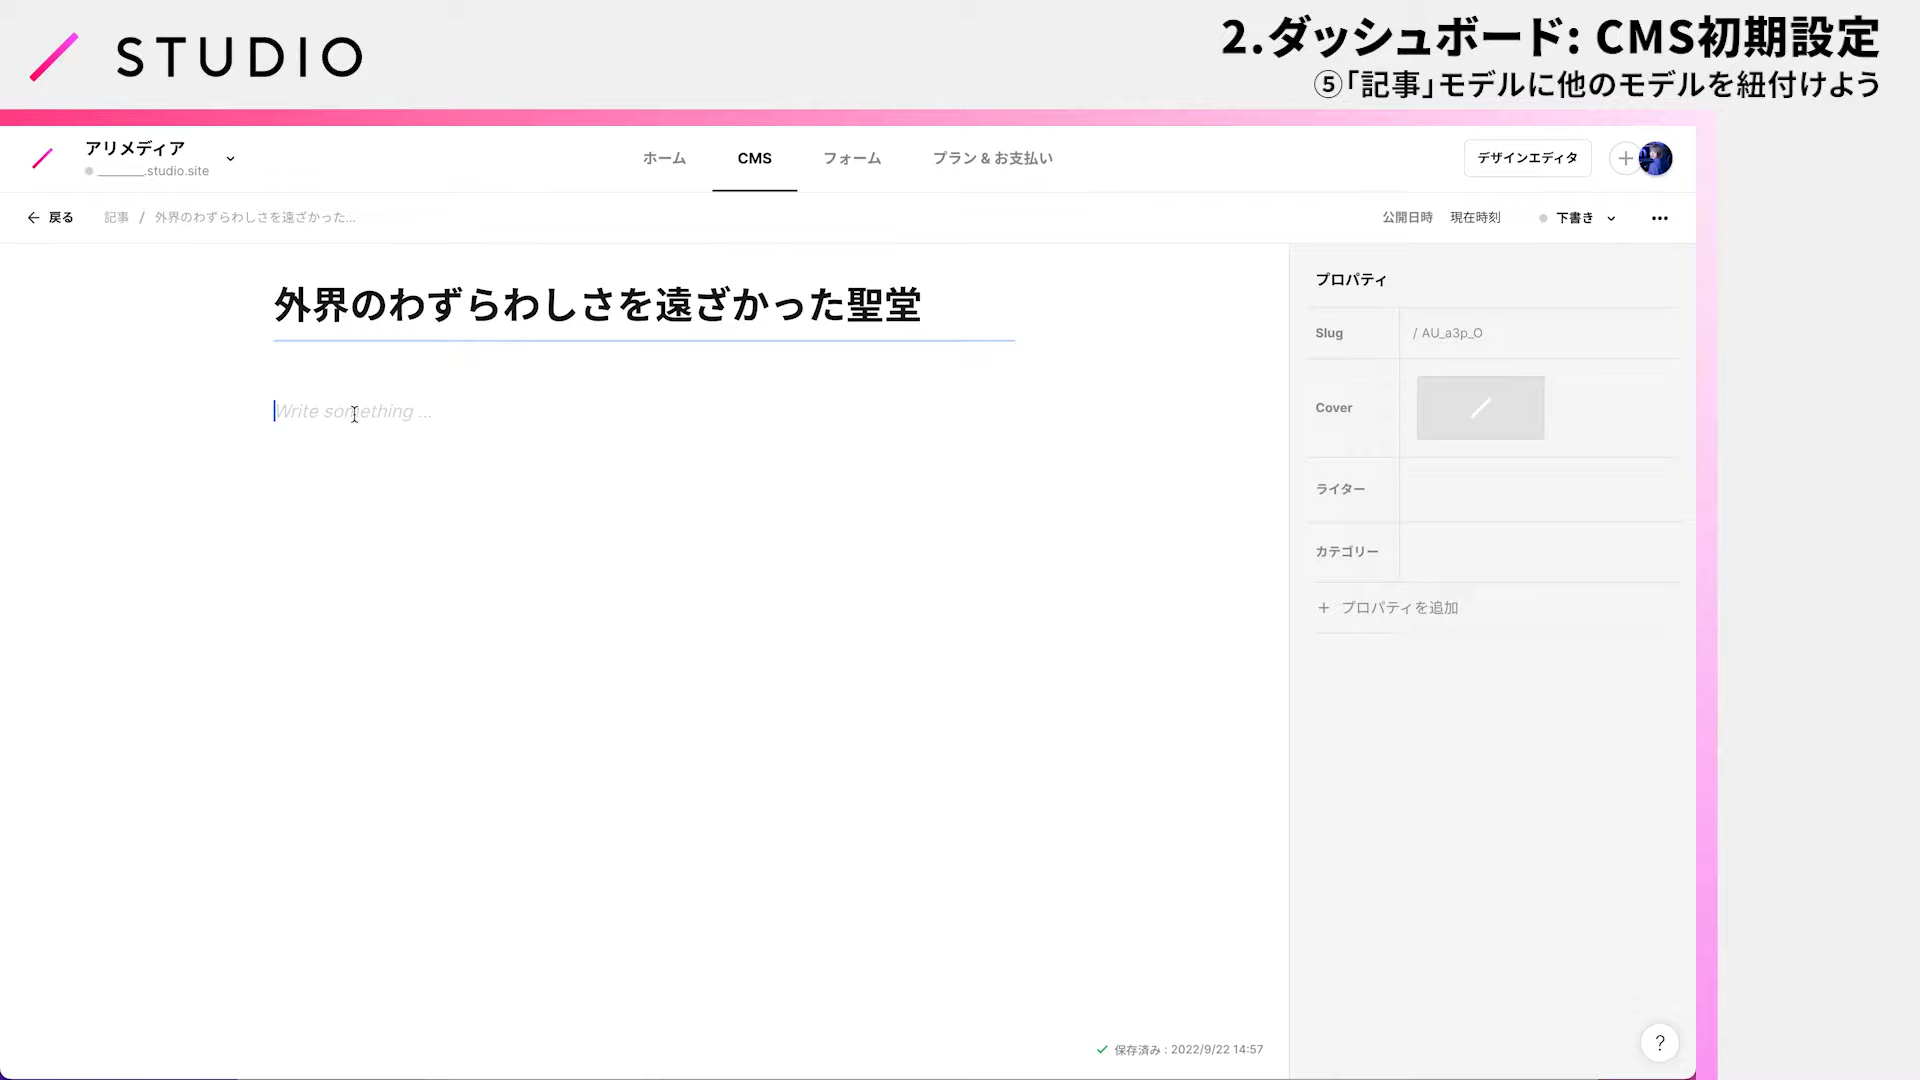 STUDIO
2.ダッシュボード: CMS初期設定
⑤「記事」モデルに他のモデルを紐付けよう
アリメディア
________.studio.site
ホーム
CMS
フォーム
プラン & お支払い
デザインエディタ
戻る
記事 / 外界のわずらわしさを遠ざかった...
公開日時 現在時刻
下書き
外界のわずらわしさを遠ざかった聖堂
Write something ...
プロパティ
Slug
/ AU_a3p_O
Cover
ライター
カテゴリー
+ プロパティを追加
保存済み : 2022/9/22 14:57
?